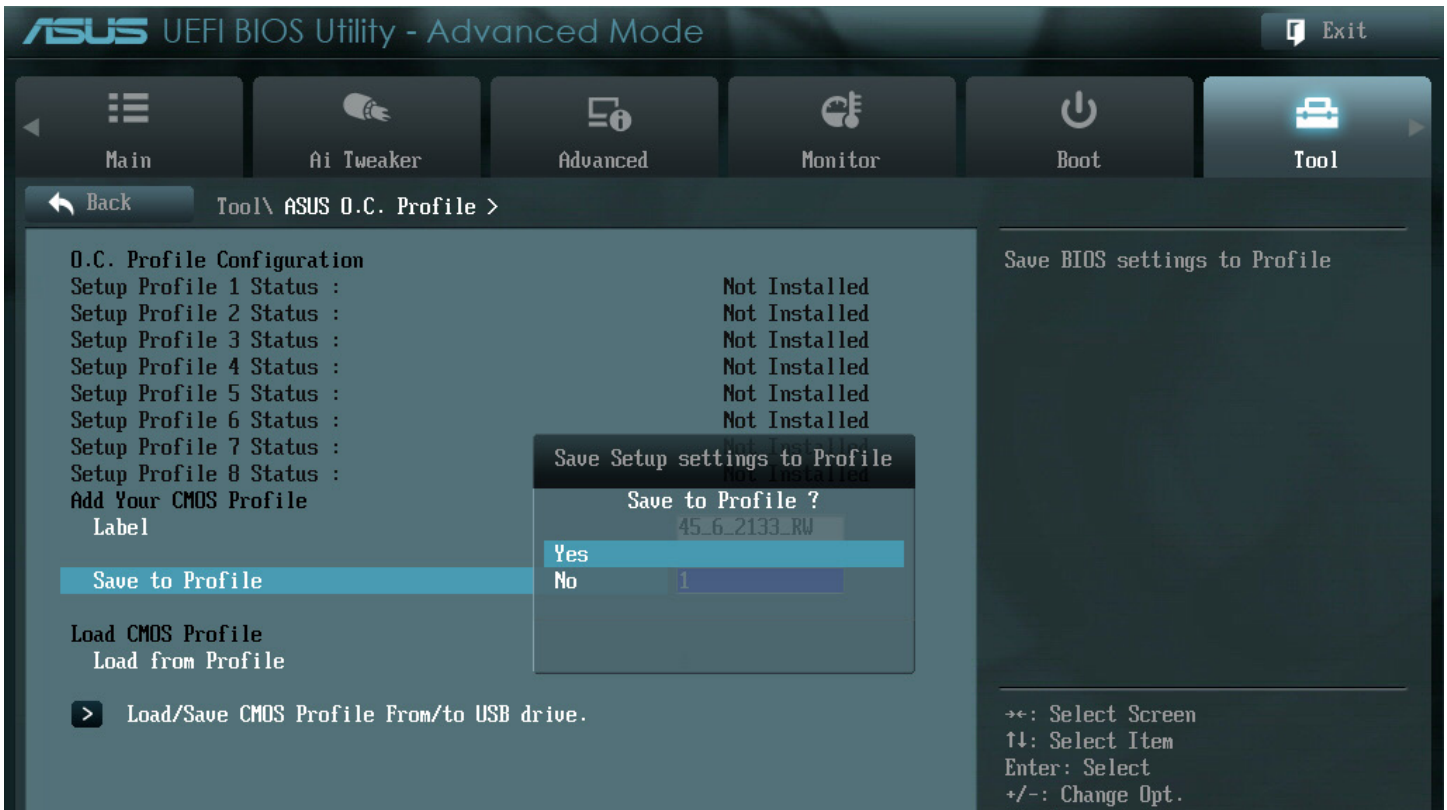 ASUS UEFI BIOS Utility - Advanced Mode
Exit
Main
Ai Tweaker
Advanced
Monitor
Boot
Tool
Back
Tool\ ASUS O.C. Profile >
O.C. Profile Configuration
Setup Profile 1 Status : Not Installed
Setup Profile 2 Status : Not Installed
Setup Profile 3 Status : Not Installed
Setup Profile 4 Status : Not Installed
Setup Profile 5 Status : Not Installed
Setup Profile 6 Status : Not Installed
Setup Profile 7 Status : Not Installed
Setup Profile 8 Status : Not Installed
Add Your CMOS Profile
Label 45_6_2133_RW
Save to Profile 1
Load CMOS Profile
Load from Profile
> Load/Save CMOS Profile From/to USB drive.
Save Setup settings to Profile
Save to Profile ?
Yes
No
Save BIOS settings to Profile
→←: Select Screen
↑↓: Select Item
Enter: Select
+/-: Change Opt.